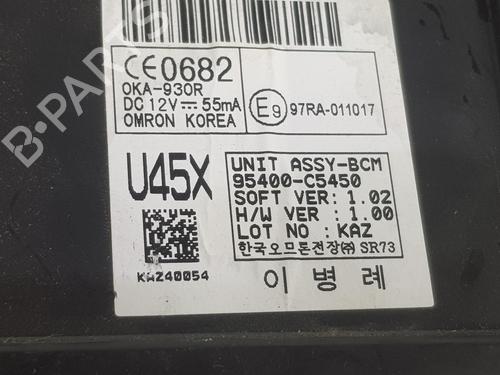 CE0682
OKA-930R
DC 12V ⎓ 55mA
OMRON KOREA
E9 97RA-011017
U45X
KAZ40054
UNIT ASSY-BCM
95400-C5450
SOFT VER: 1.02
H/W VER : 1.00
LOT NO : KAZ
한국오므론전장㈜ SR73
이 병 례
B-PARTS